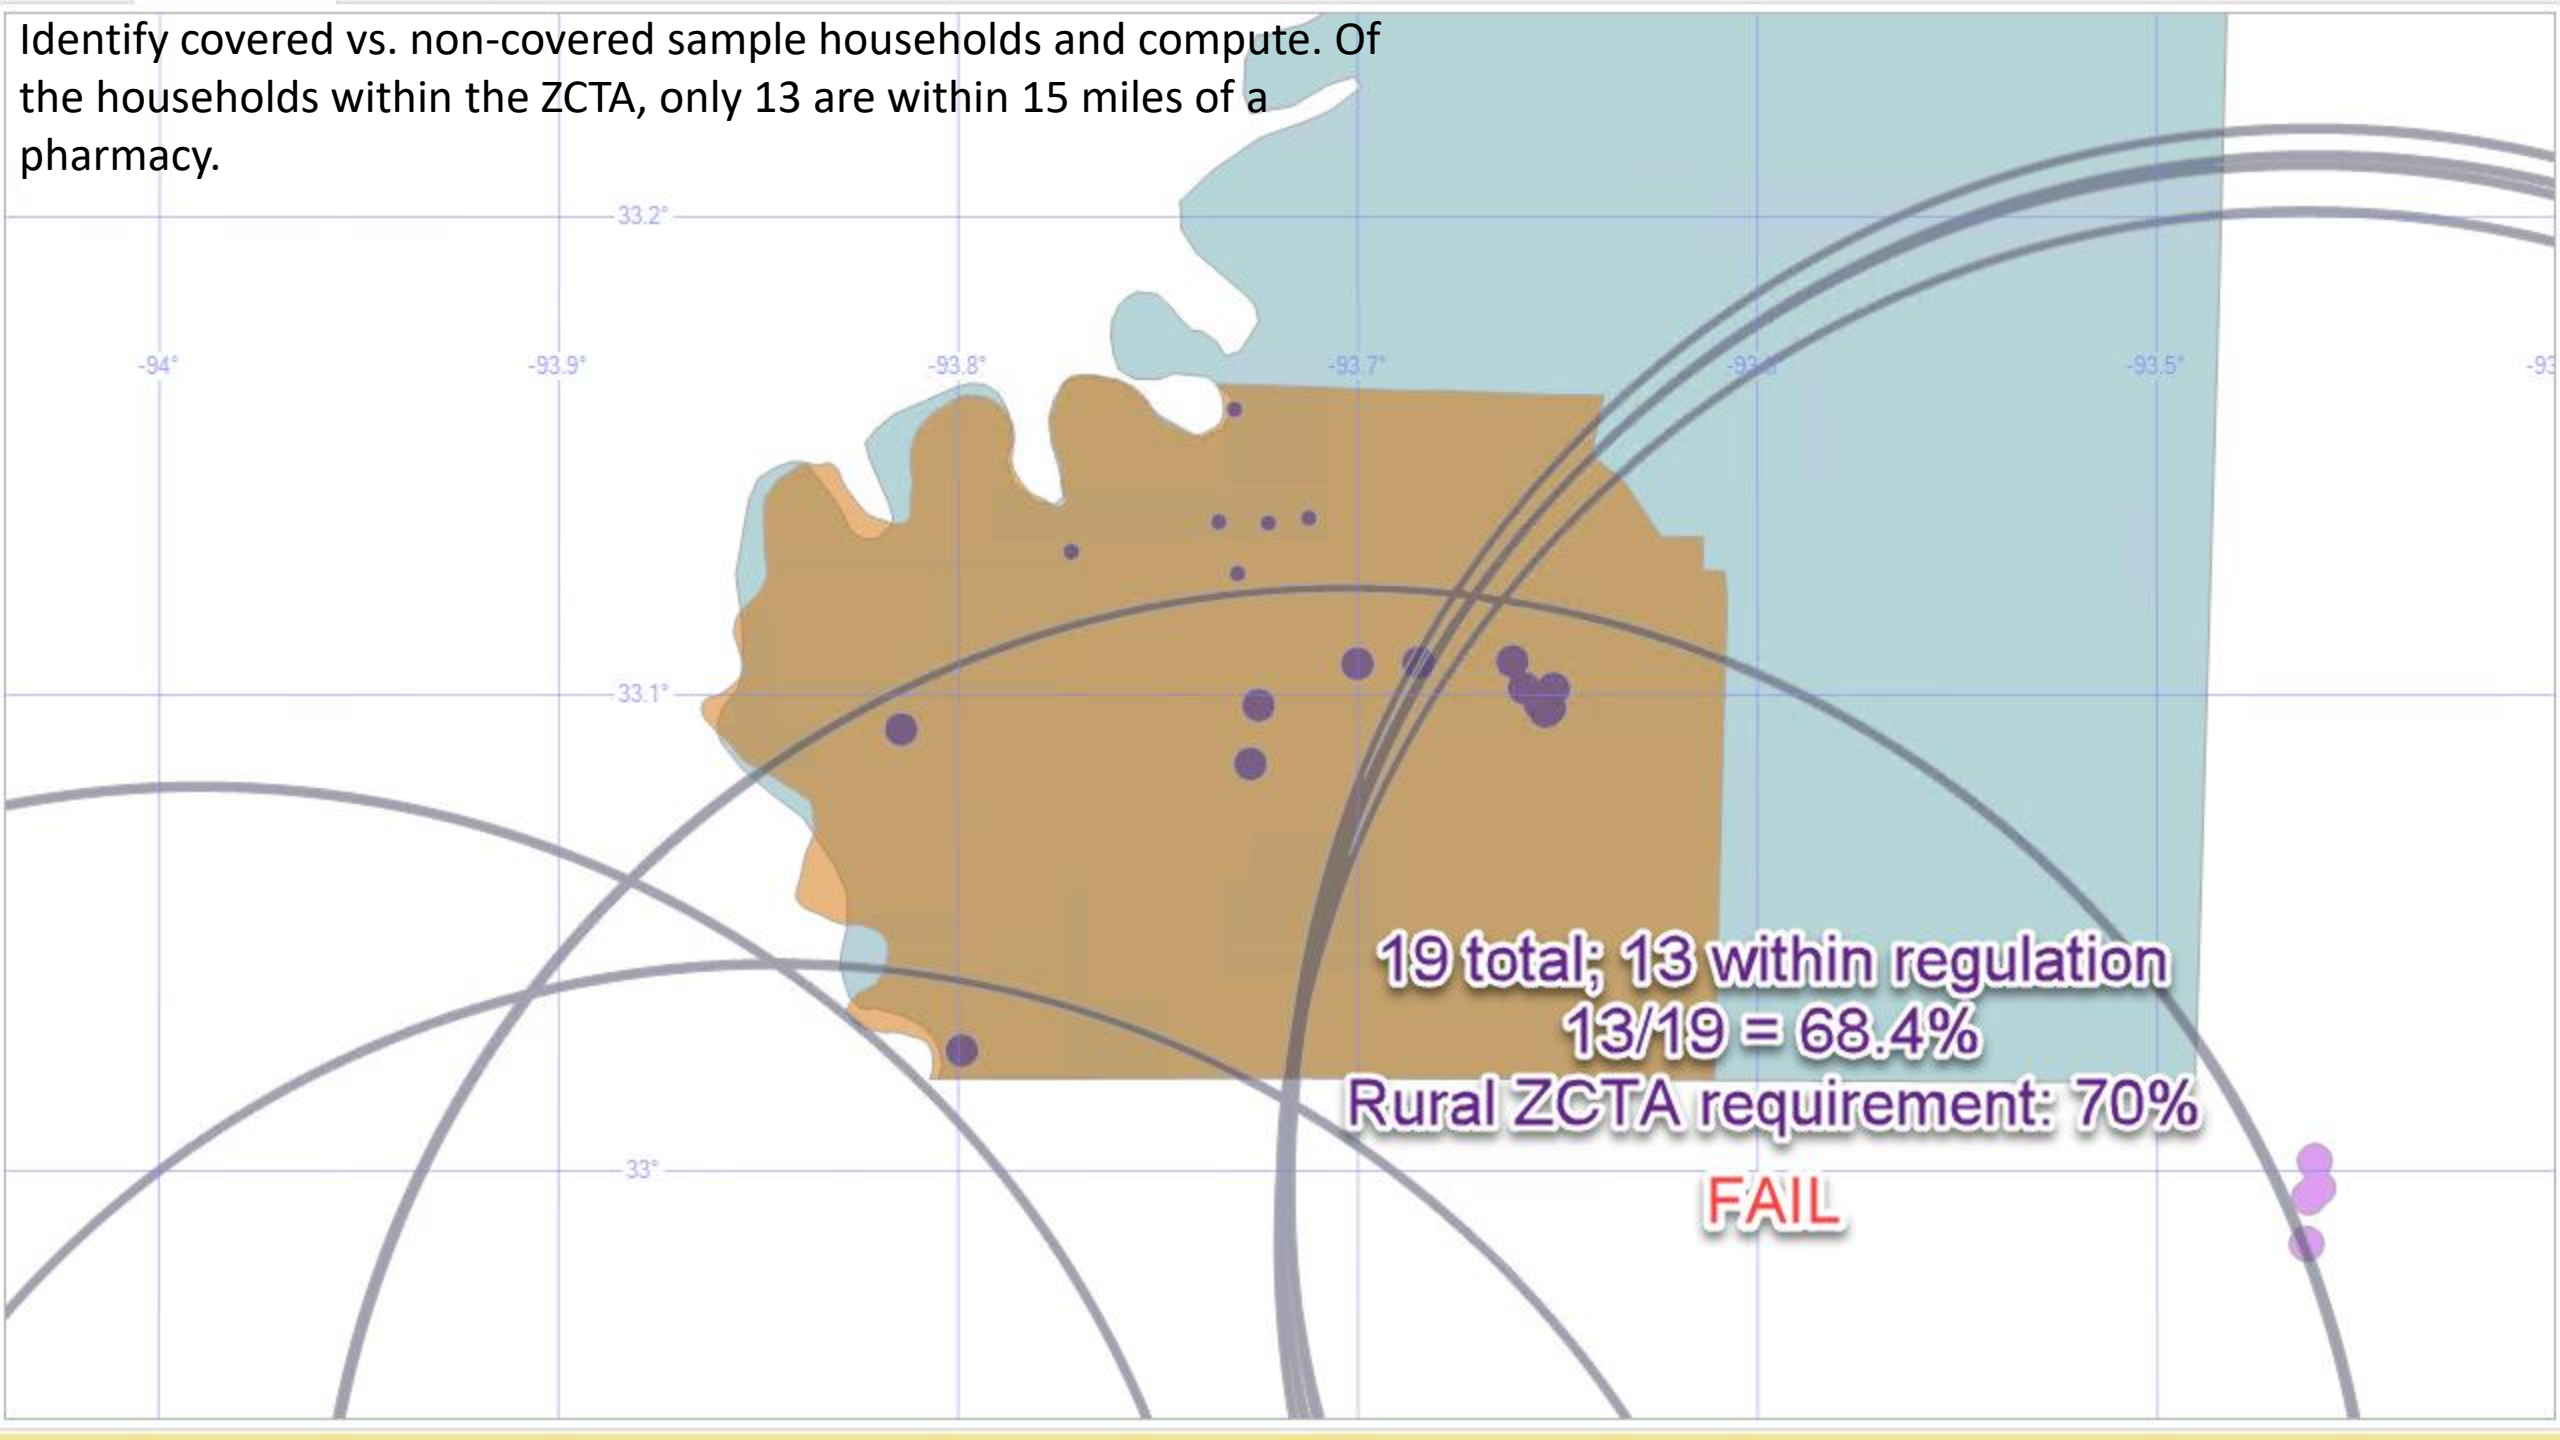 Identify covered vs. non-covered sample households and compute. Of
the households within the ZCTA, only 13 are within 15 miles of a
pharmacy.
33.2°
-94°
-93.9°
-93.8°
-93.7°
-93.5°
-93
33.1°
19 total; 13 within regulation
13/19 = 68.4%
Rural ZCTA requirement: 70%
33°
FAIL